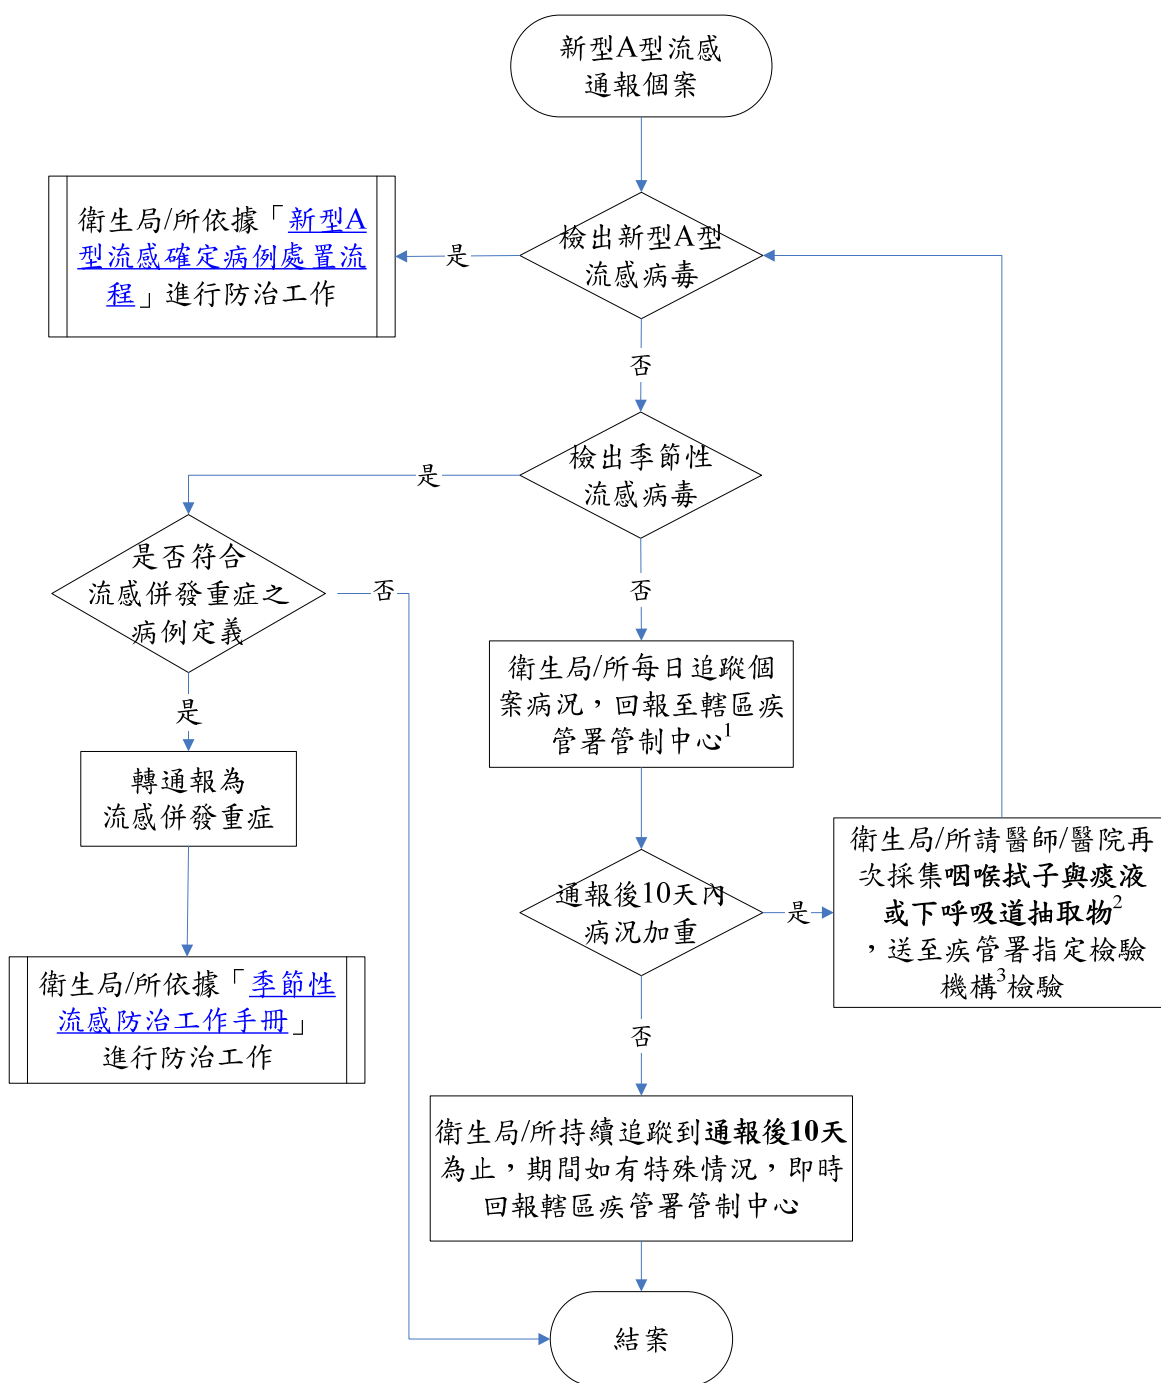 新型A型流感
通報個案
檢出新型A型
流感病毒
是
衛生局/所依據「新型A
型流感確定病例處置流
程」進行防治工作
否
檢出季節性
流感病毒
是
是否符合
流感併發重症之
病例定義
否
是
轉通報為
流感併發重症
衛生局/所依據「季節性
流感防治工作手冊」
進行防治工作
否
衛生局/所每日追蹤個
案病況，回報至轄區疾
管署管制中心1
通報後10天內
病況加重
是
衛生局/所請醫師/醫院再
次採集咽喉拭子與痰液
或下呼吸道抽取物2
，送至疾管署指定檢驗
機構3檢驗
否
衛生局/所持續追蹤到通報後10天
為止，期間如有特殊情況，即時
回報轄區疾管署管制中心
結案